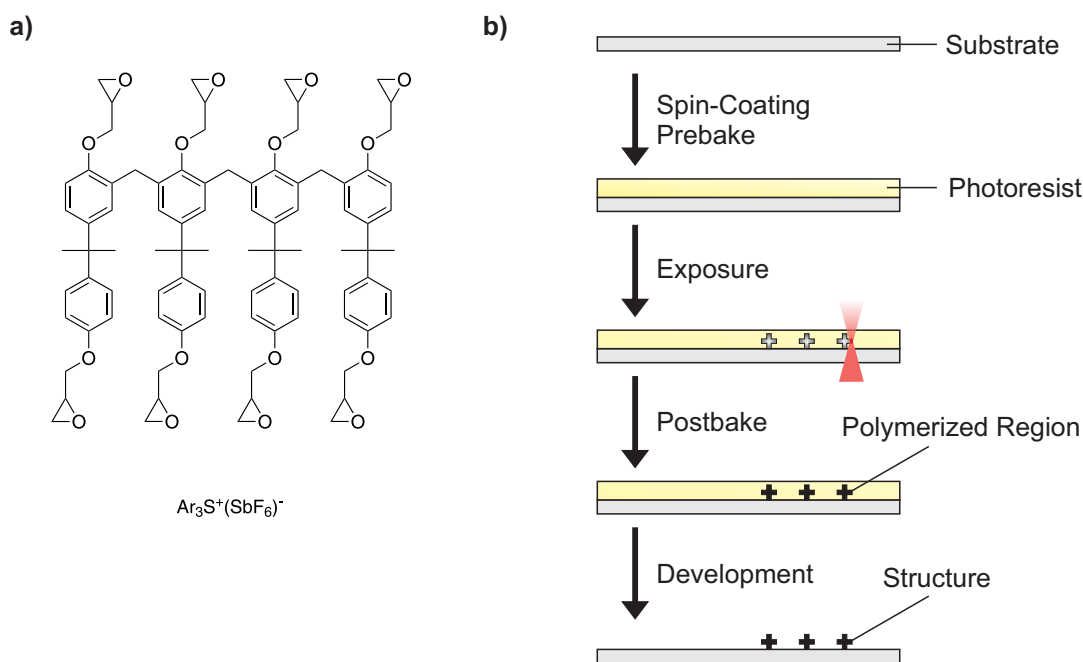 a)
O O O O
O O O O
O O O O
O O O O
Ar3S+(SbF6)-
b)
Substrate
Spin-Coating
Prebake
Photoresist
Exposure
Postbake
Polymerized Region
Development
Structure